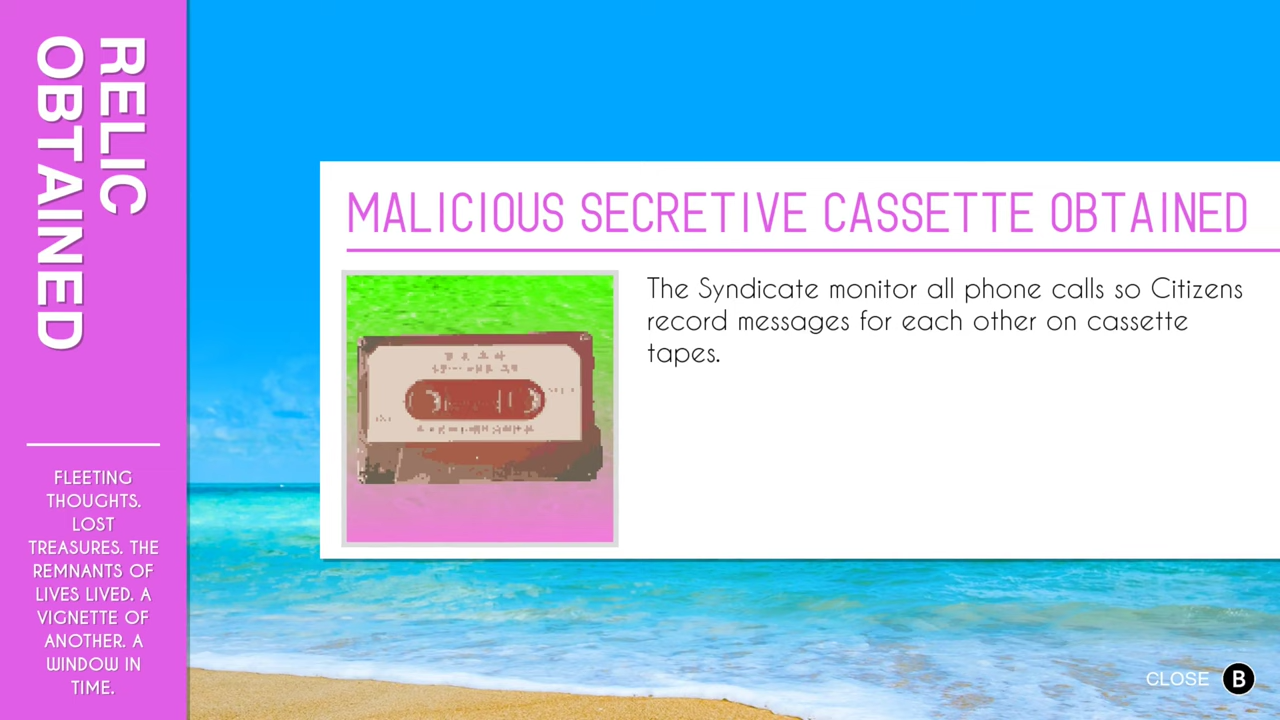 RELIC
OBTAINED
FLEETING
THOUGHTS.
LOST
TREASURES. THE
REMNANTS OF
LIVES LIVED. A
VIGNETTE OF
ANOTHER. A
WINDOW IN
TIME.
MALICIOUS SECRETIVE CASSETTE OBTAINED
The Syndicate monitor all phone calls so Citizens
record messages for each other on cassette
tapes.
CLOSE B